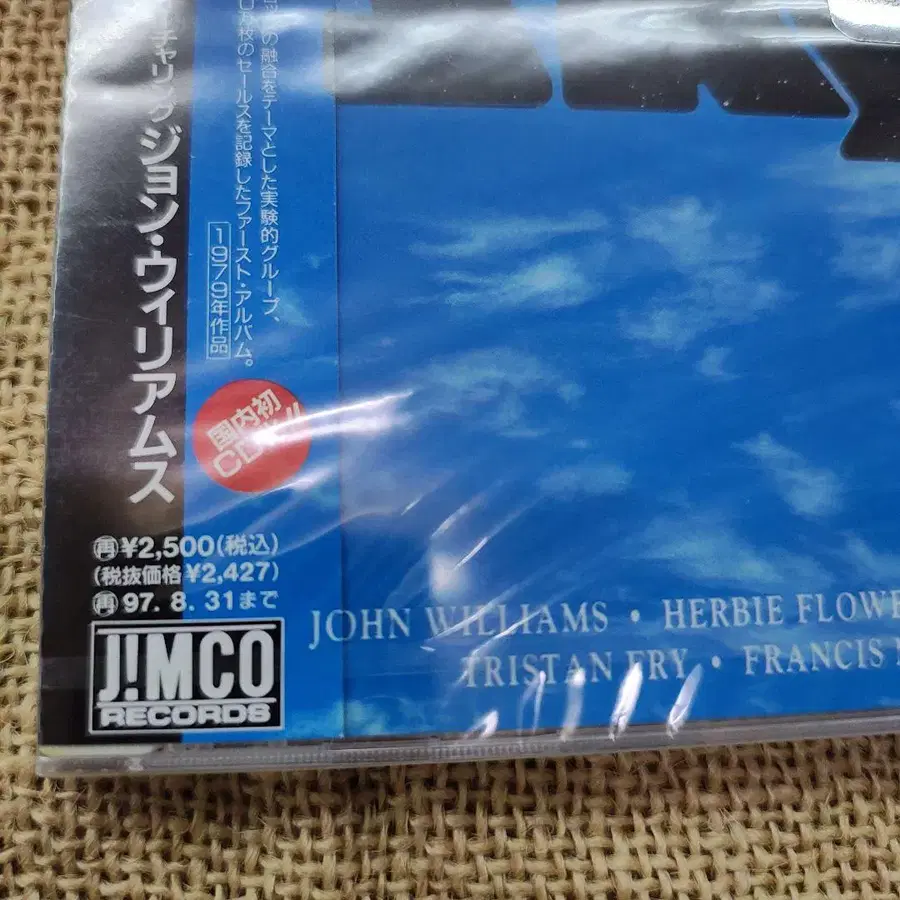 ックの融合をテーマとした実験的グループ、
万枚のセールスを記録したファースト・アルバム。
1979年作品
チャリング ジョン・ウィリアムス
国内初
CD
再¥2,500(税込)
(税抜価格¥2,427)
再97.8.31まで
J!MCO
RECORDS
JOHN WILLIAMS • HERBIE FLOWE
TRISTAN FRY • FRANCIS